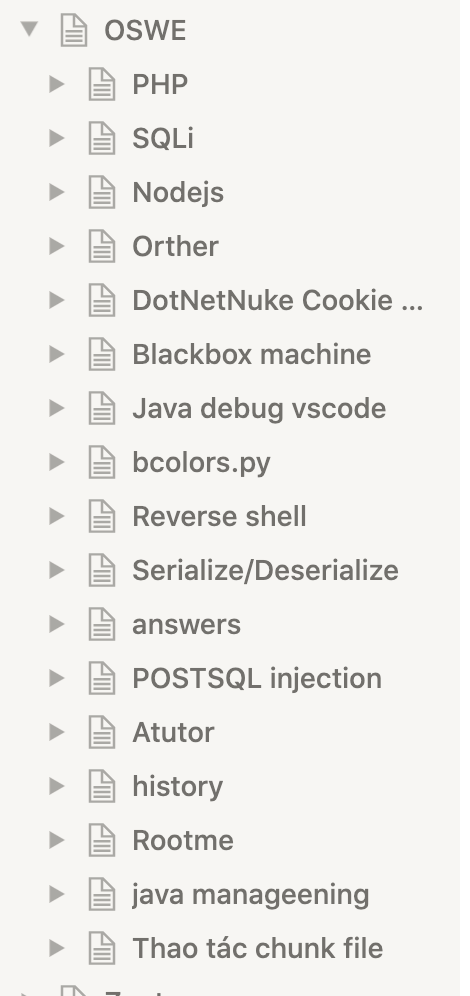 OSWE
PHP
SQLi
Nodejs
Orther
DotNetNuke Cookie ...
Blackbox machine
Java debug vscode
bcolors.py
Reverse shell
Serialize/Deserialize
answers
POSTSQL injection
Atutor
history
Rootme
java manageening
Thao tác chunk file